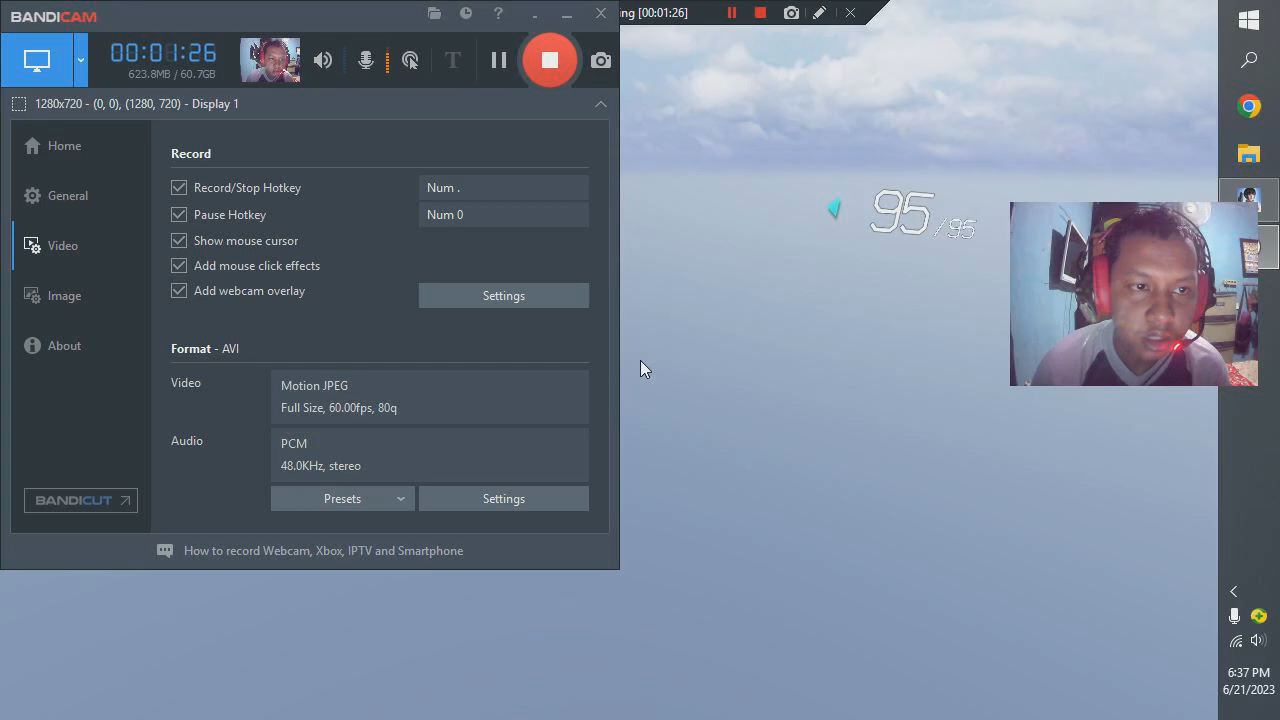 BANDICAM
?
ing [00:01:26]
00:01:26
623.8MB / 60.7GB
T
1280x720 - (0, 0), (1280, 720) - Display 1
Home
General
Video
Image
About
BANDICUT
Record
Record/Stop Hotkey
Num .
Pause Hotkey
Num 0
Show mouse cursor
Add mouse click effects
Add webcam overlay
Settings
Format - AVI
Video
Motion JPEG
Full Size, 60.00fps, 80q
Audio
PCM
48.0KHz, stereo
Presets
Settings
How to record Webcam, Xbox, IPTV and Smartphone
95/95
6:37 PM
6/21/2023